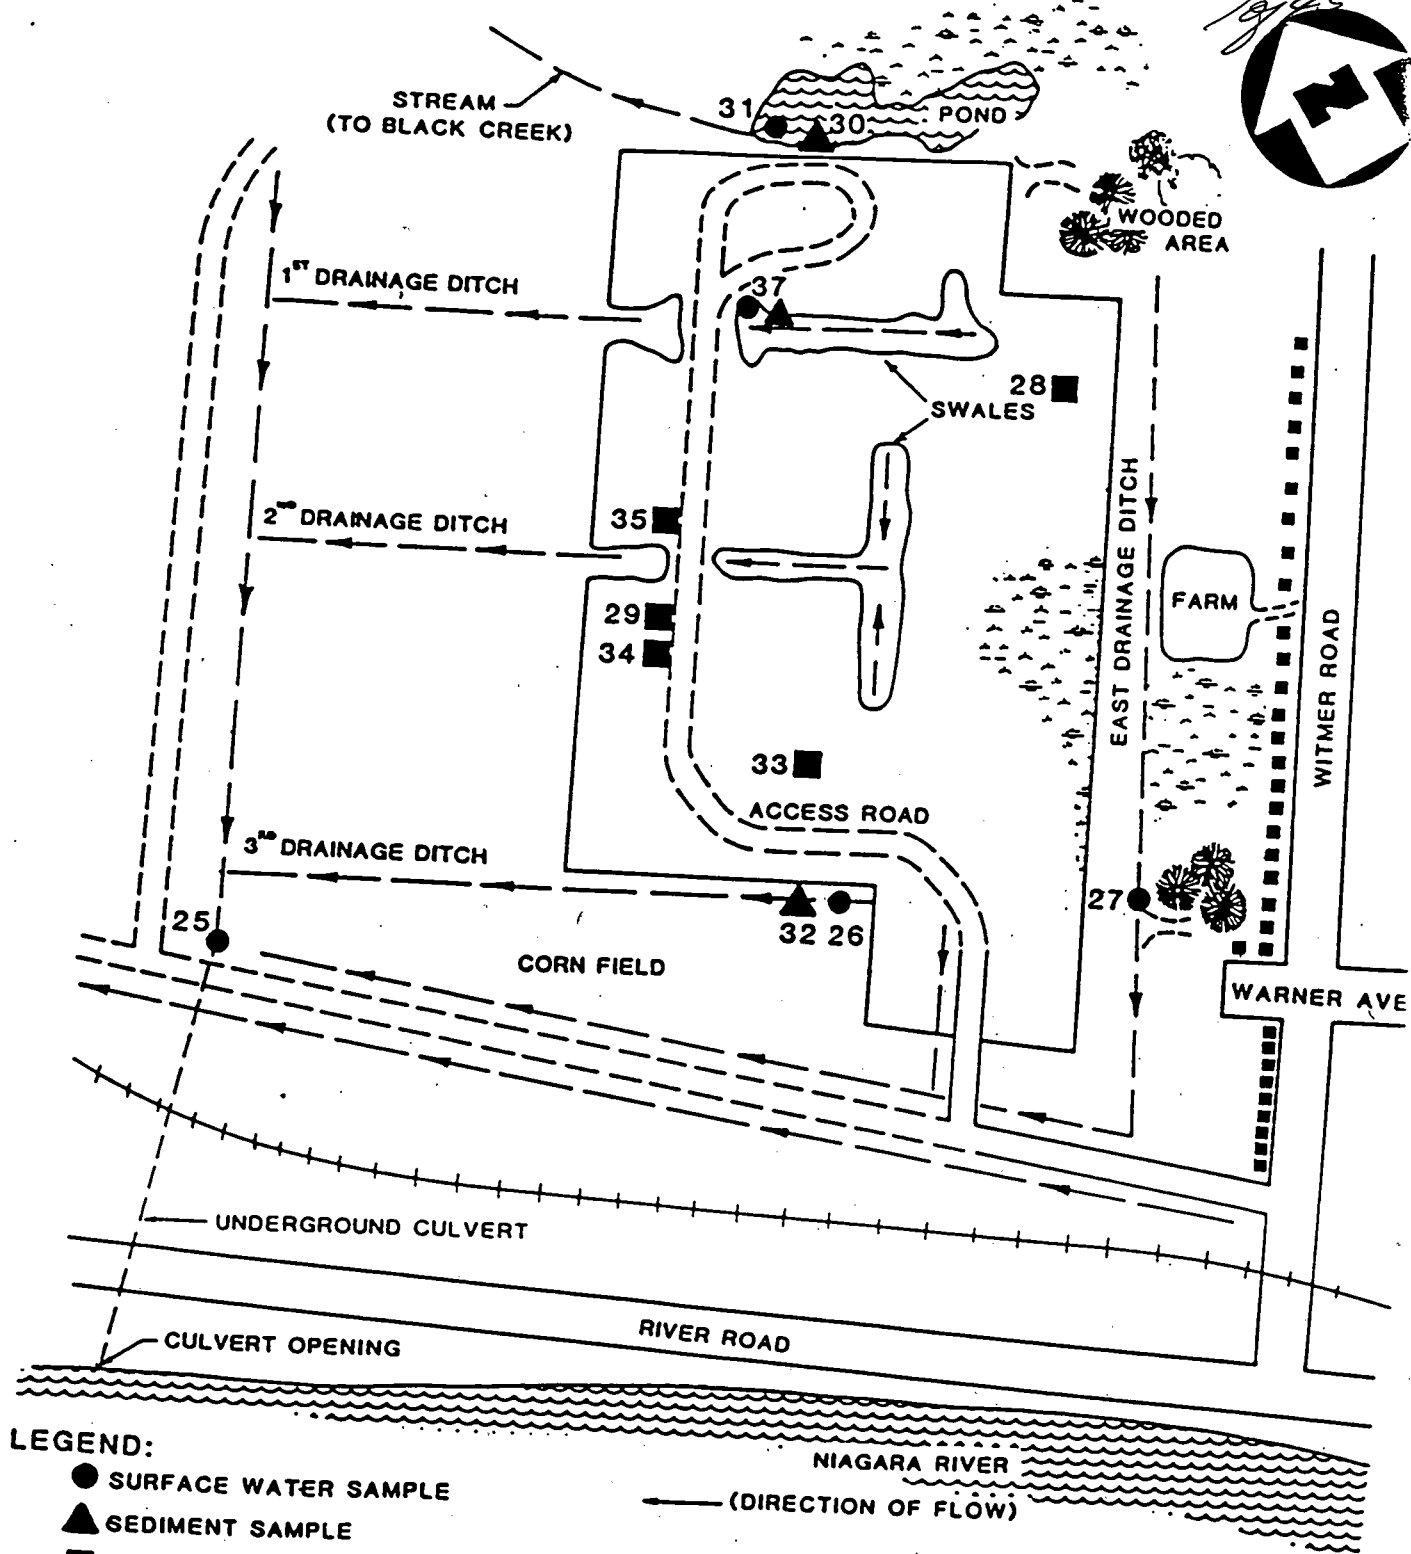 N
STREAM
(TO BLACK CREEK)
31
30
POND
WOODED
AREA
1ST DRAINAGE DITCH
37
28
SWALES
2ND DRAINAGE DITCH
35
EAST DRAINAGE DITCH
29
FARM
34
WITMER ROAD
33
ACCESS ROAD
3RD DRAINAGE DITCH
27
25
32 26
CORN FIELD
WARNER AVE
UNDERGROUND CULVERT
RIVER ROAD
CULVERT OPENING
LEGEND:
NIAGARA RIVER
SURFACE WATER SAMPLE
(DIRECTION OF FLOW)
SEDIMENT SAMPLE